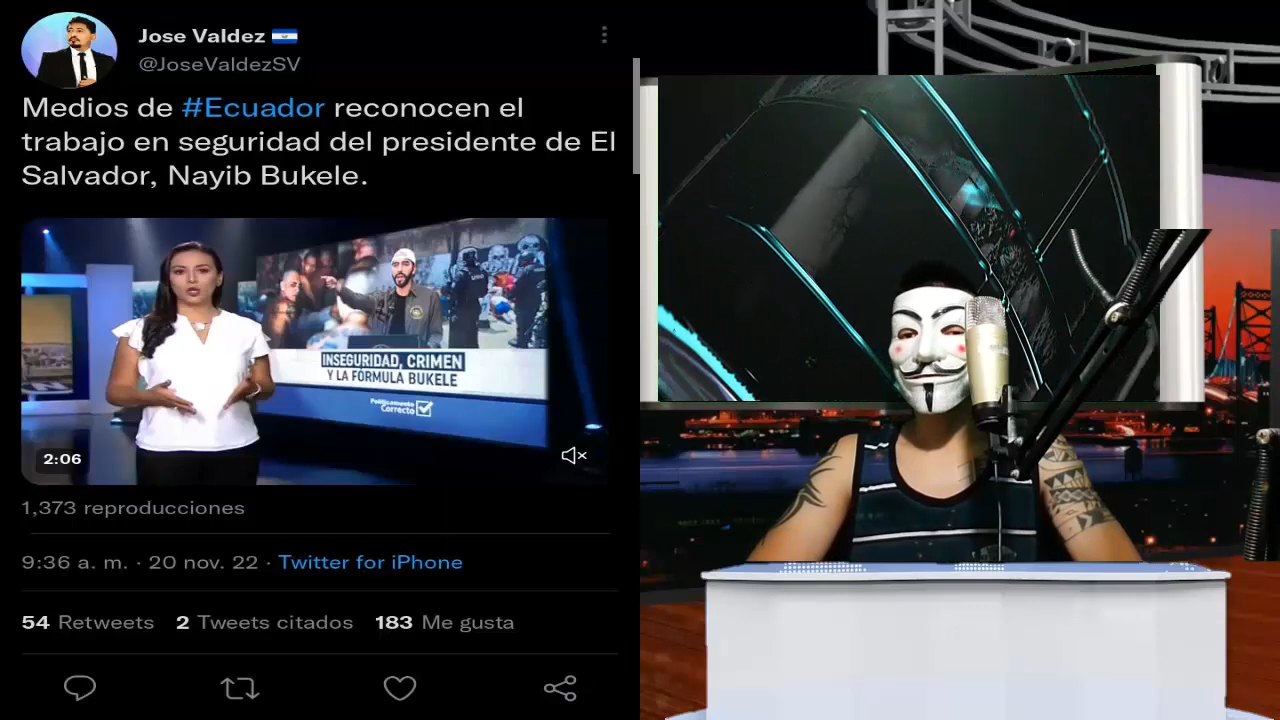 Jose Valdez
@JoseValdezSV
Medios de #Ecuador reconocen el
trabajo en seguridad del presidente de El
Salvador, Nayib Bukele.
INSEGURIDAD, CRIMEN
Y LA FÓRMULA BUKELE
Políticamente
Correcto
2:06
1,373 reproducciones
9:36 a. m. · 20 nov. 22 · Twitter for iPhone
54 Retweets 2 Tweets citados 183 Me gusta